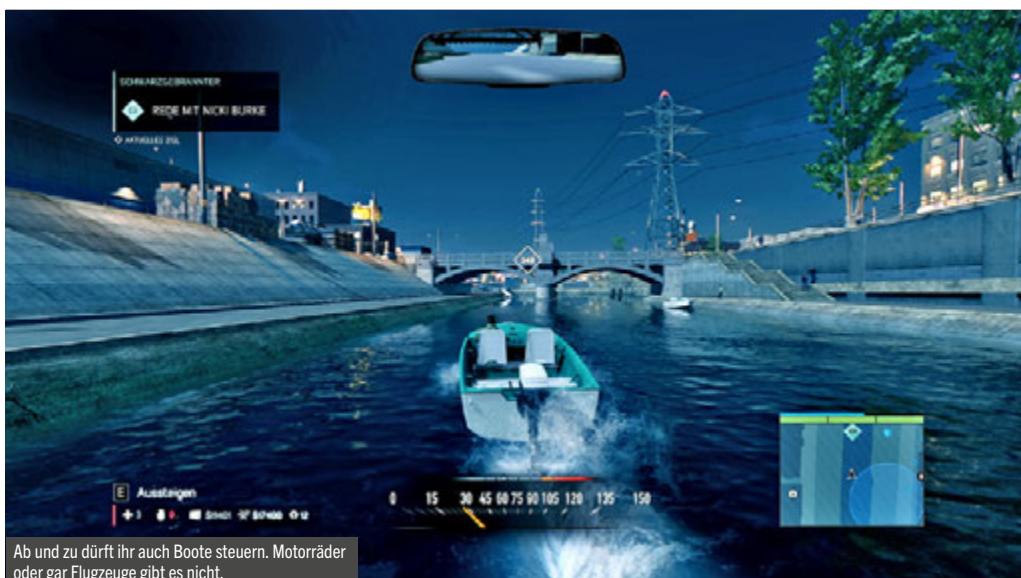 SCHWARZGEBRANNTER
REDE MIT NICKI BURKE
AKTUELLES ZIEL
0 15 30 45 60 75 90 105 120 135 150
E Aussteigen
Ab und zu dürft ihr auch Boote steuern. Motorräder
oder gar Flugzeuge gibt es nicht.